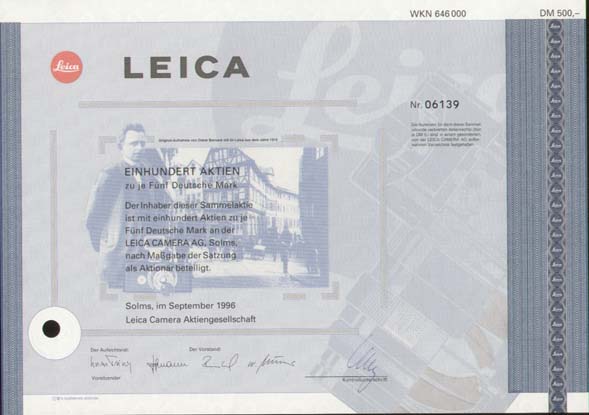 WKN 646 000
DM 500,–
Leica
LEICA
Nr. 06139
EINHUNDERT AKTIEN
zu je Fünf Deutsche Mark
Der Inhaber dieser Sammelaktie
ist mit einhundert Aktien zu je
Fünf Deutsche Mark an der
LEICA CAMERA AG, Solms,
nach Maßgabe der Satzung
als Aktionär beteiligt.
Solms, im September 1996
Leica Camera Aktiengesellschaft
Der Aufsichtsrat:
Der Vorstand:
Vorsitzender
Kontrollunterschrift